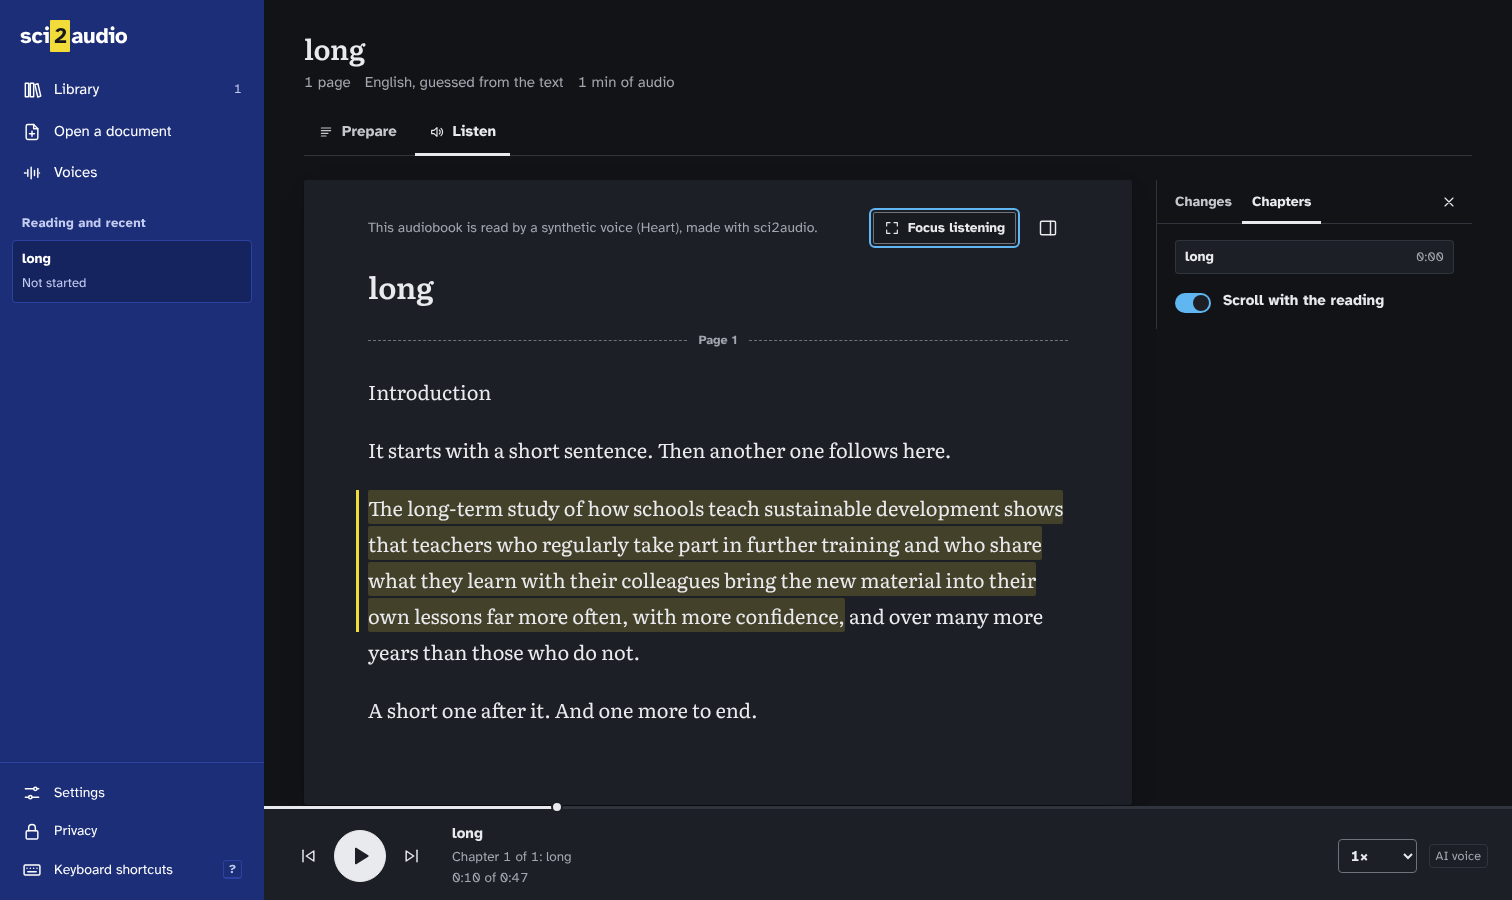 sci2audio
Library 1
Open a document
Voices
Reading and recent
long
Not started
Settings
Privacy
Keyboard shortcuts ?
long
1 page English, guessed from the text 1 min of audio
Prepare Listen
This audiobook is read by a synthetic voice (Heart), made with sci2audio.
Focus listening
long
Page 1
Introduction
It starts with a short sentence. Then another one follows here.
The long-term study of how schools teach sustainable development shows
that teachers who regularly take part in further training and who share
what they learn with their colleagues bring the new material into their
own lessons far more often, with more confidence, and over many more
years than those who do not.
A short one after it. And one more to end.
Changes Chapters
long 0:00
Scroll with the reading
long
Chapter 1 of 1: long
0:10 of 0:47
1×
AI voice